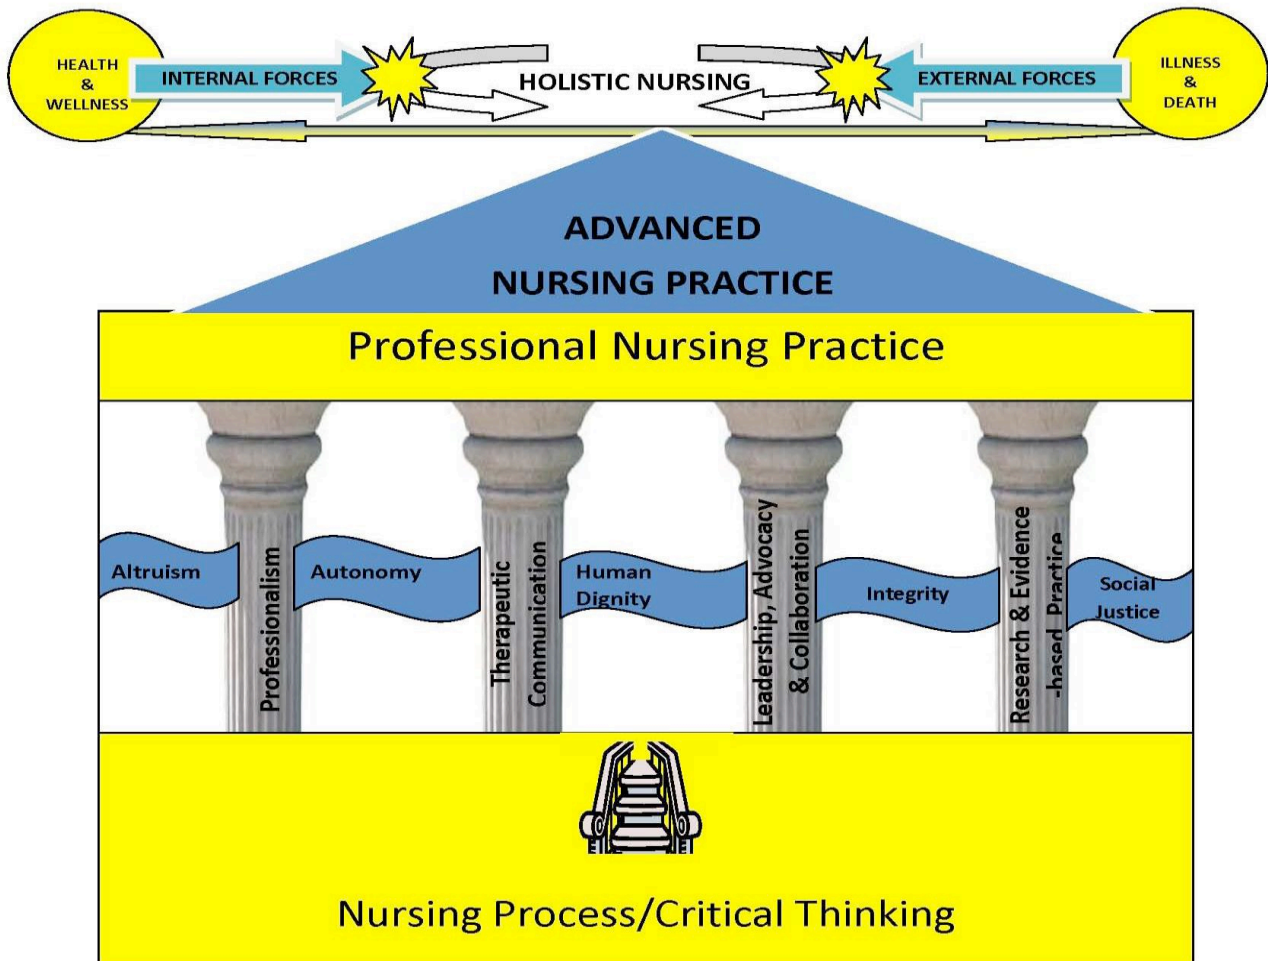 HEALTH
&
WELLNESS
INTERNAL FORCES
HOLISTIC NURSING
EXTERNAL FORCES
ILLNESS
&
DEATH
ADVANCED
NURSING PRACTICE
Professional Nursing Practice
Altruism
Professionalism
Autonomy
Therapeutic
Communication
Human
Dignity
Leadership, Advocacy
& Collaboration
Integrity
Research & Evidence
-based Practice
Social
Justice
Nursing Process/Critical Thinking